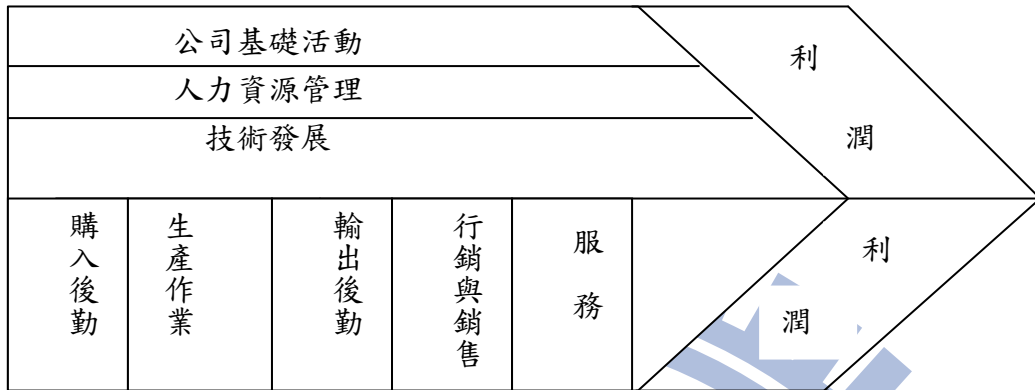 公司基礎活動
人力資源管理
技術發展
利潤
購入後勤
生產作業
輸出後勤
行銷與銷售
服務
利潤